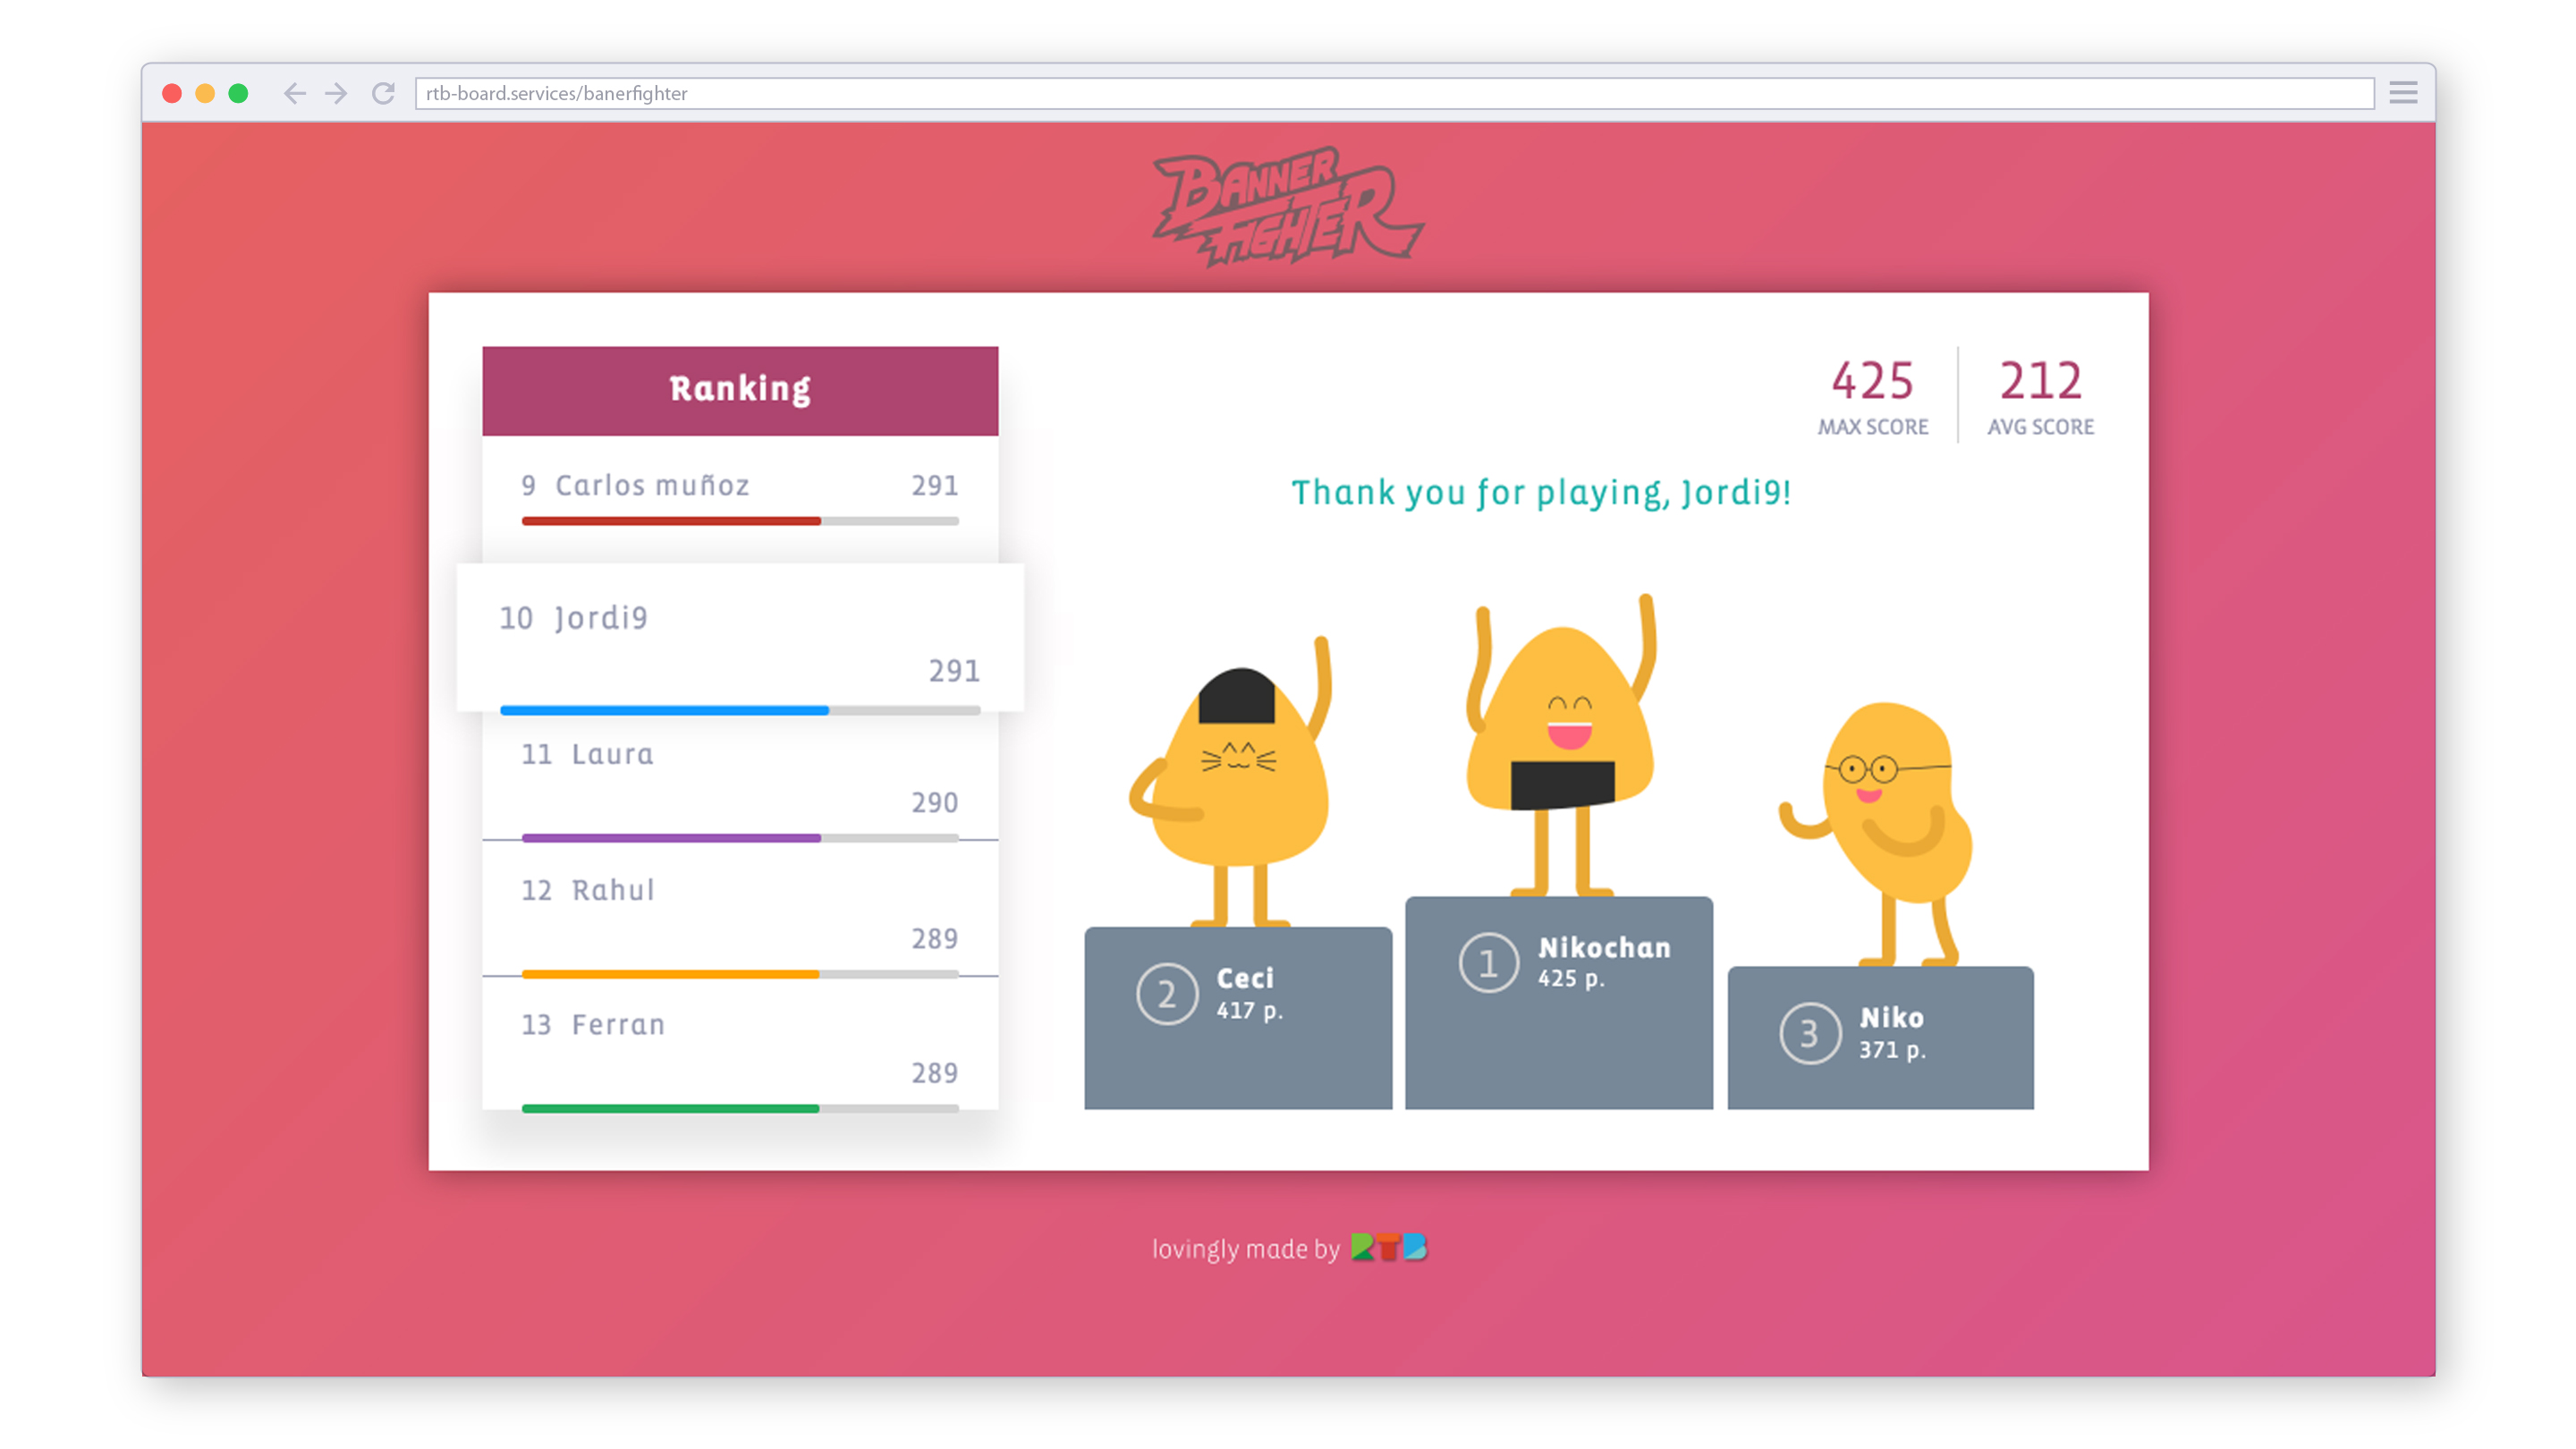 rtb-board.services/banerfighter
BANNER
FIGHTER
Ranking
9 Carlos muñoz 291
10 Jordi9
291
11 Laura
290
12 Rahul
289
13 Ferran
289
425
MAX SCORE
212
AVG SCORE
Thank you for playing, Jordi9!
2 Ceci
417 p.
1 Nikochan
425 p.
3 Niko
371 p.
lovingly made by RTB